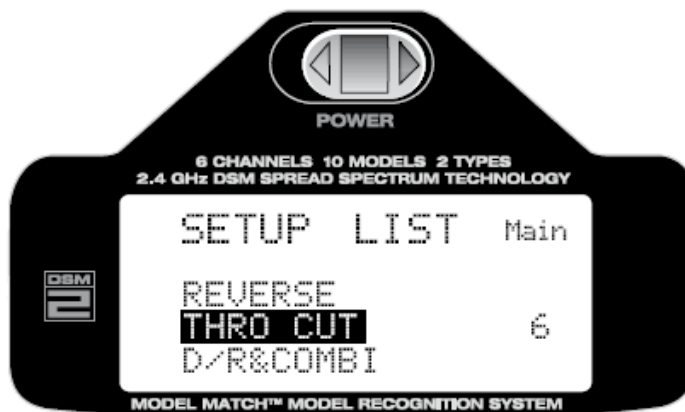 POWER
6 CHANNELS 10 MODELS 2 TYPES
2.4 GHz DSM SPREAD SPECTRUM TECHNOLOGY
SETUP LIST Main
DSM
2
REVERSE
THRO CUT 6
D/R&COMBI
MODEL MATCH™ MODEL RECOGNITION SYSTEM